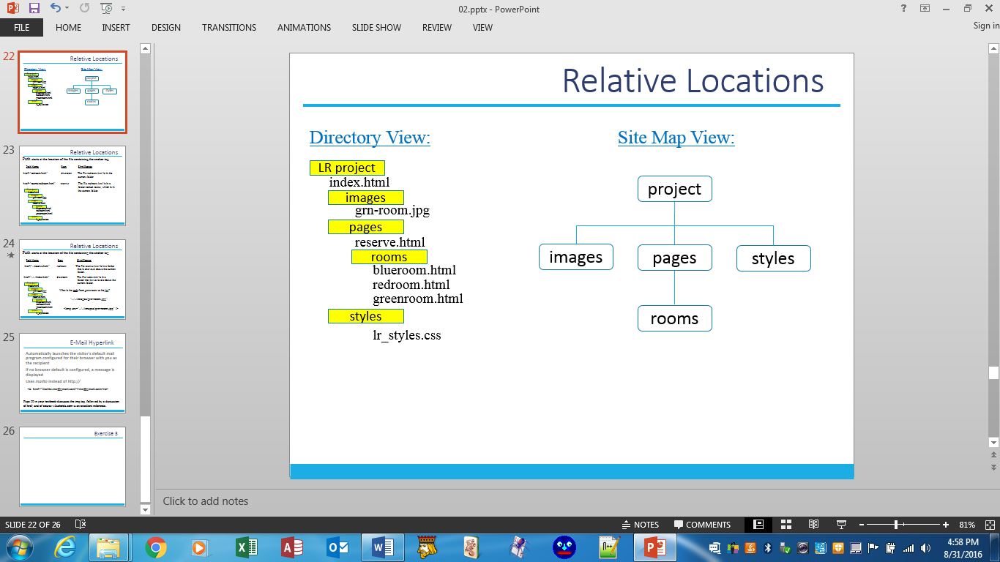 02.pptx - PowerPoint
FILE HOME INSERT DESIGN TRANSITIONS ANIMATIONS SLIDE SHOW REVIEW VIEW Sign in
22
Relative Locations
Directory View:
Site Map View:
23
Relative Locations
24
Relative Locations
25
E-Mail Hyperlink
Automatically launches the visitor's default mail
program configured for their browser with you as
the recipient
If no browser default is configured, a message is
displayed
Uses mailto instead of http://
26
Exercise 3
Relative Locations
Directory View:
LR project
index.html
images
grn-room.jpg
pages
reserve.html
rooms
blueroom.html
redroom.html
greenroom.html
styles
lr_styles.css
Site Map View:
project
images pages styles
rooms
Click to add notes
SLIDE 22 OF 26 NOTES COMMENTS 81%
4:58 PM
8/31/2016